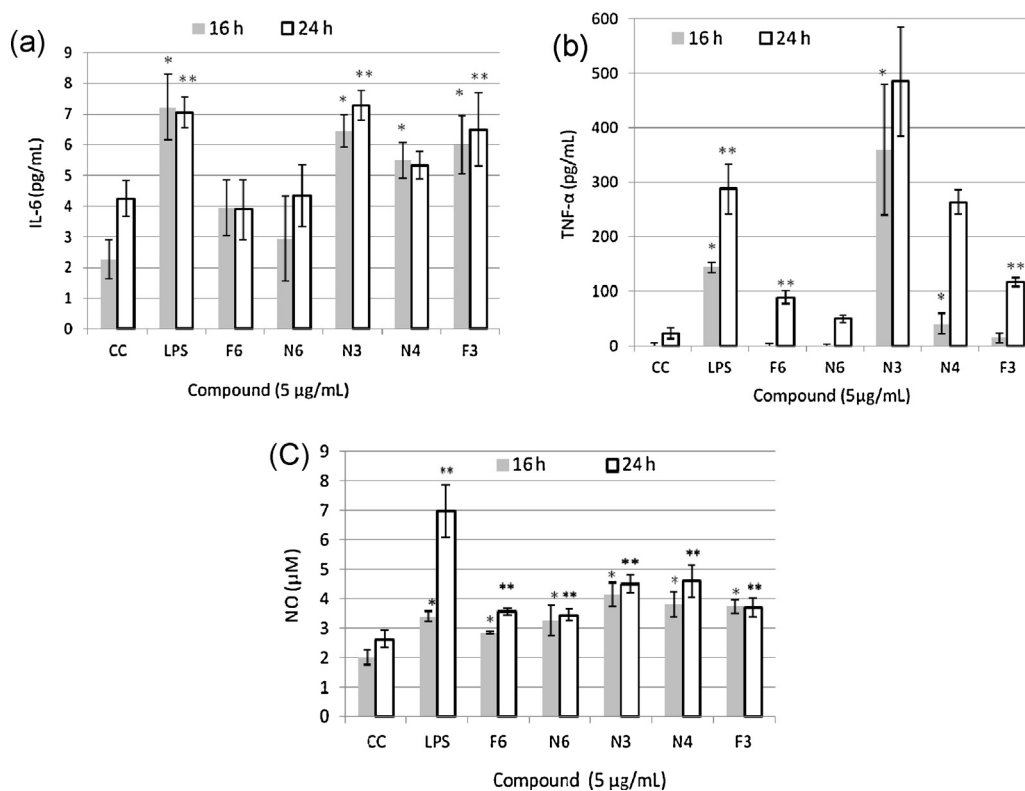 (a)
16 h 24 h
9
8
7
6
5
4
3
2
1
0
IL-6 (pg/mL)
* ** * ** * * **
CC LPS F6 N6 N3 N4 F3
Compound (5 µg/mL)
(b)
16 h 24 h
600
500
400
300
200
100
0
TNF-α (pg/mL)
* ** ** * * **
CC LPS F6 N6 N3 N4 F3
Compound (5µg/mL)
(C)
16 h 24 h
9
8
7
6
5
4
3
2
1
0
NO (µM)
* ** * ** * ** * ** * ** * **
CC LPS F6 N6 N3 N4 F3
Compound (5 µg/mL)